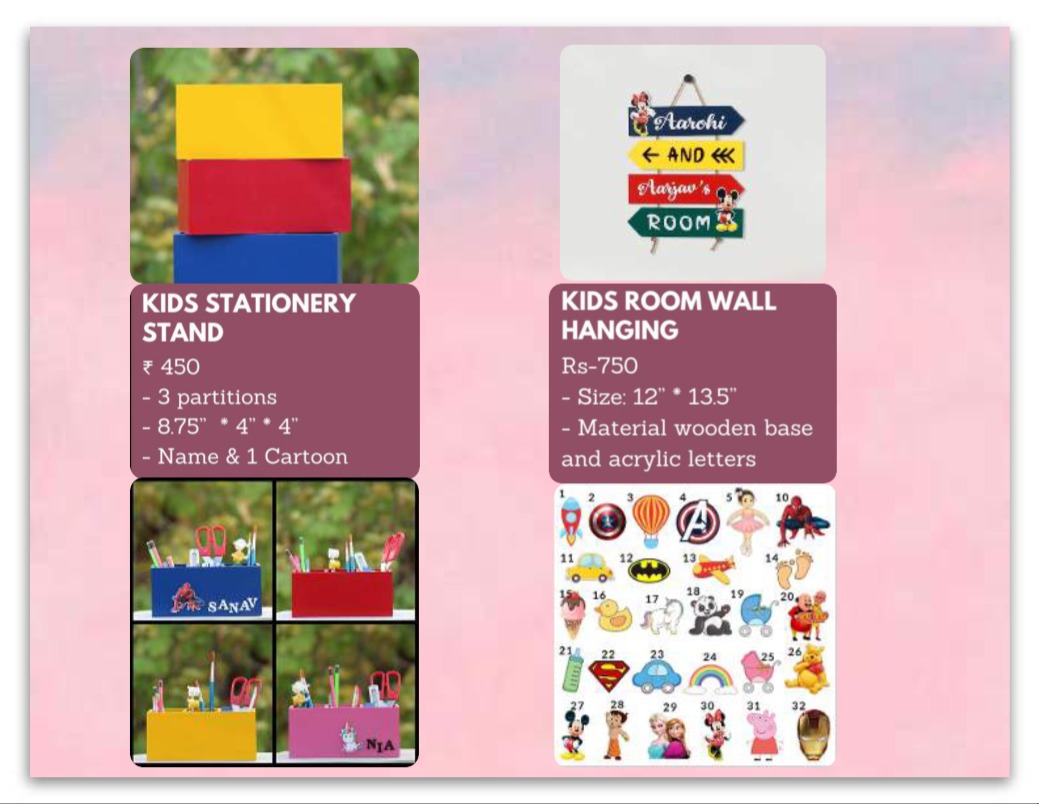 KIDS STATIONERY
STAND
₹ 450
- 3 partitions
- 8.75” * 4” * 4”
- Name & 1 Cartoon
SANAV
NIA
Aarohi
← AND
Aarjav's
ROOM
KIDS ROOM WALL
HANGING
Rs-750
- Size: 12” * 13.5”
- Material wooden base
and acrylic letters
1 2 3 4 5 10
11 12 13 14
15 16 17 18 19 20
21 22 23 24 25 26
27 28 29 30 31 32